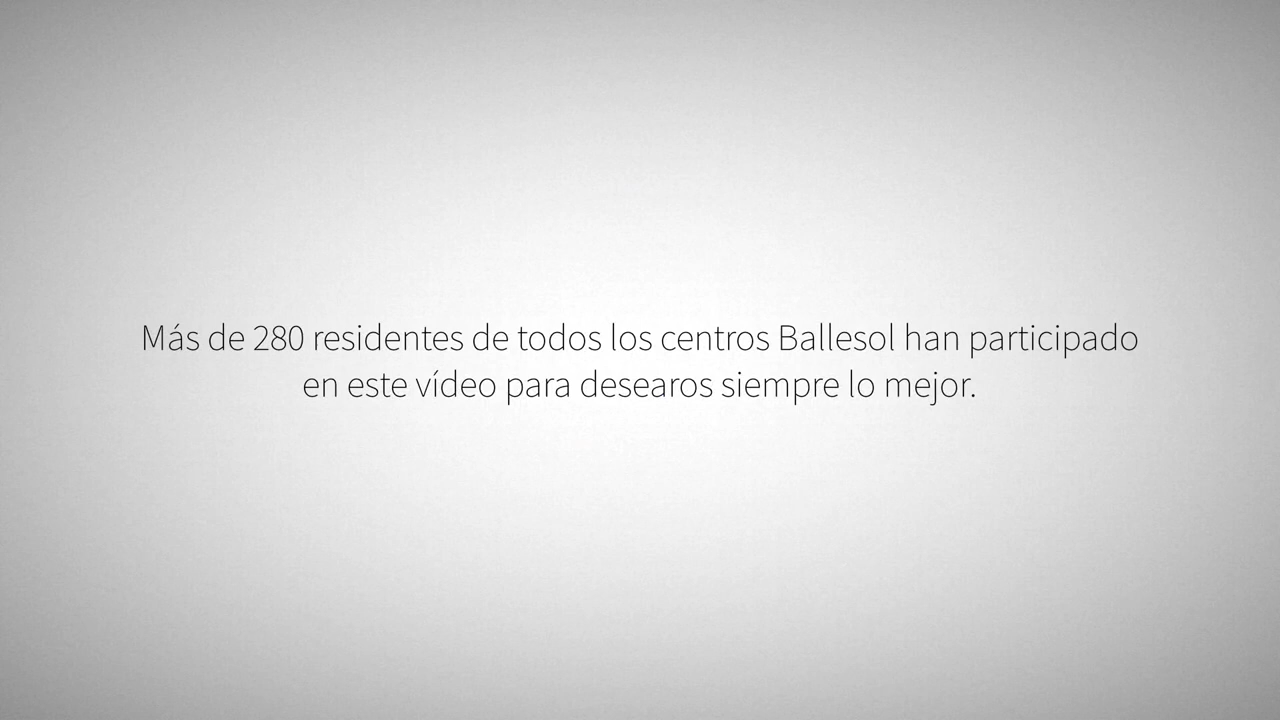 Más de 280 residentes de todos los centros Ballesol han participado
en este vídeo para desearos siempre lo mejor.